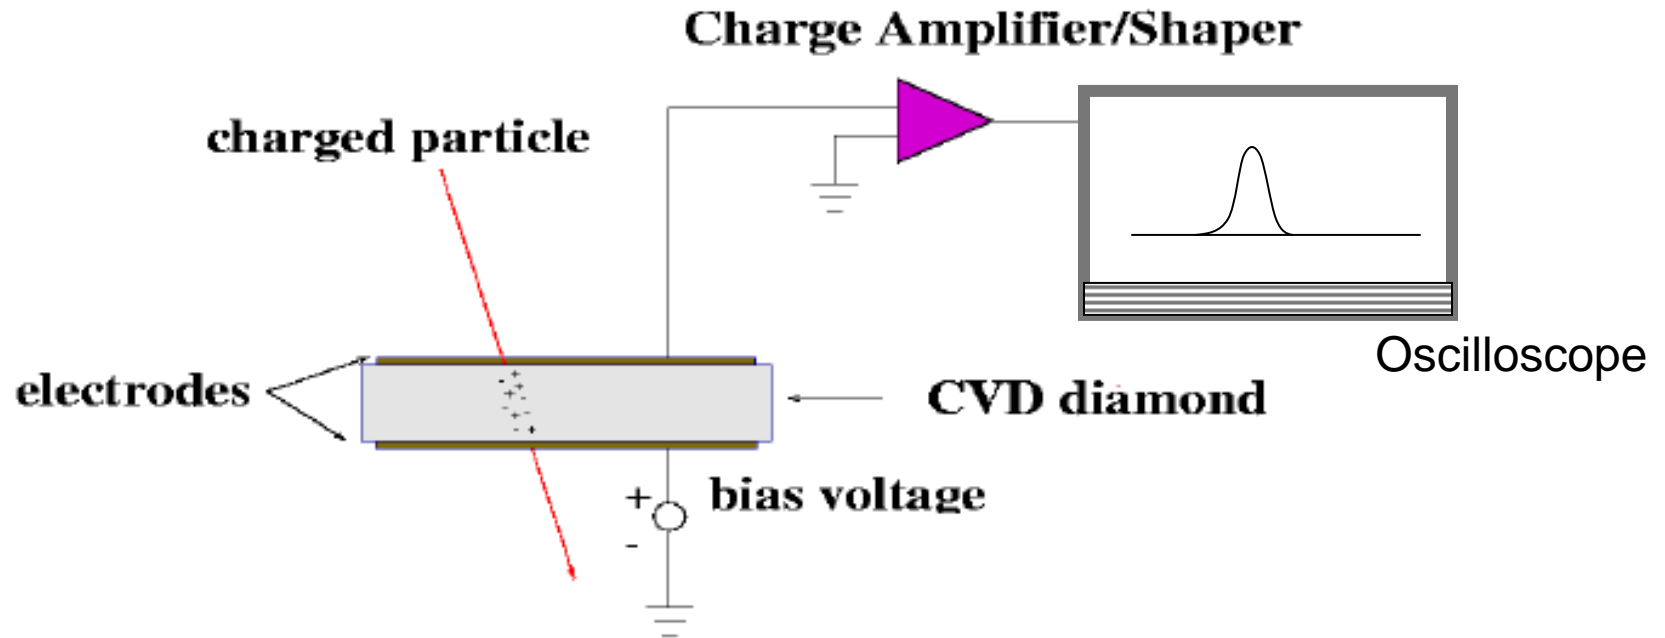 Charge Amplifier/Shaper
charged particle
Oscilloscope
electrodes
CVD diamond
+
bias voltage
-